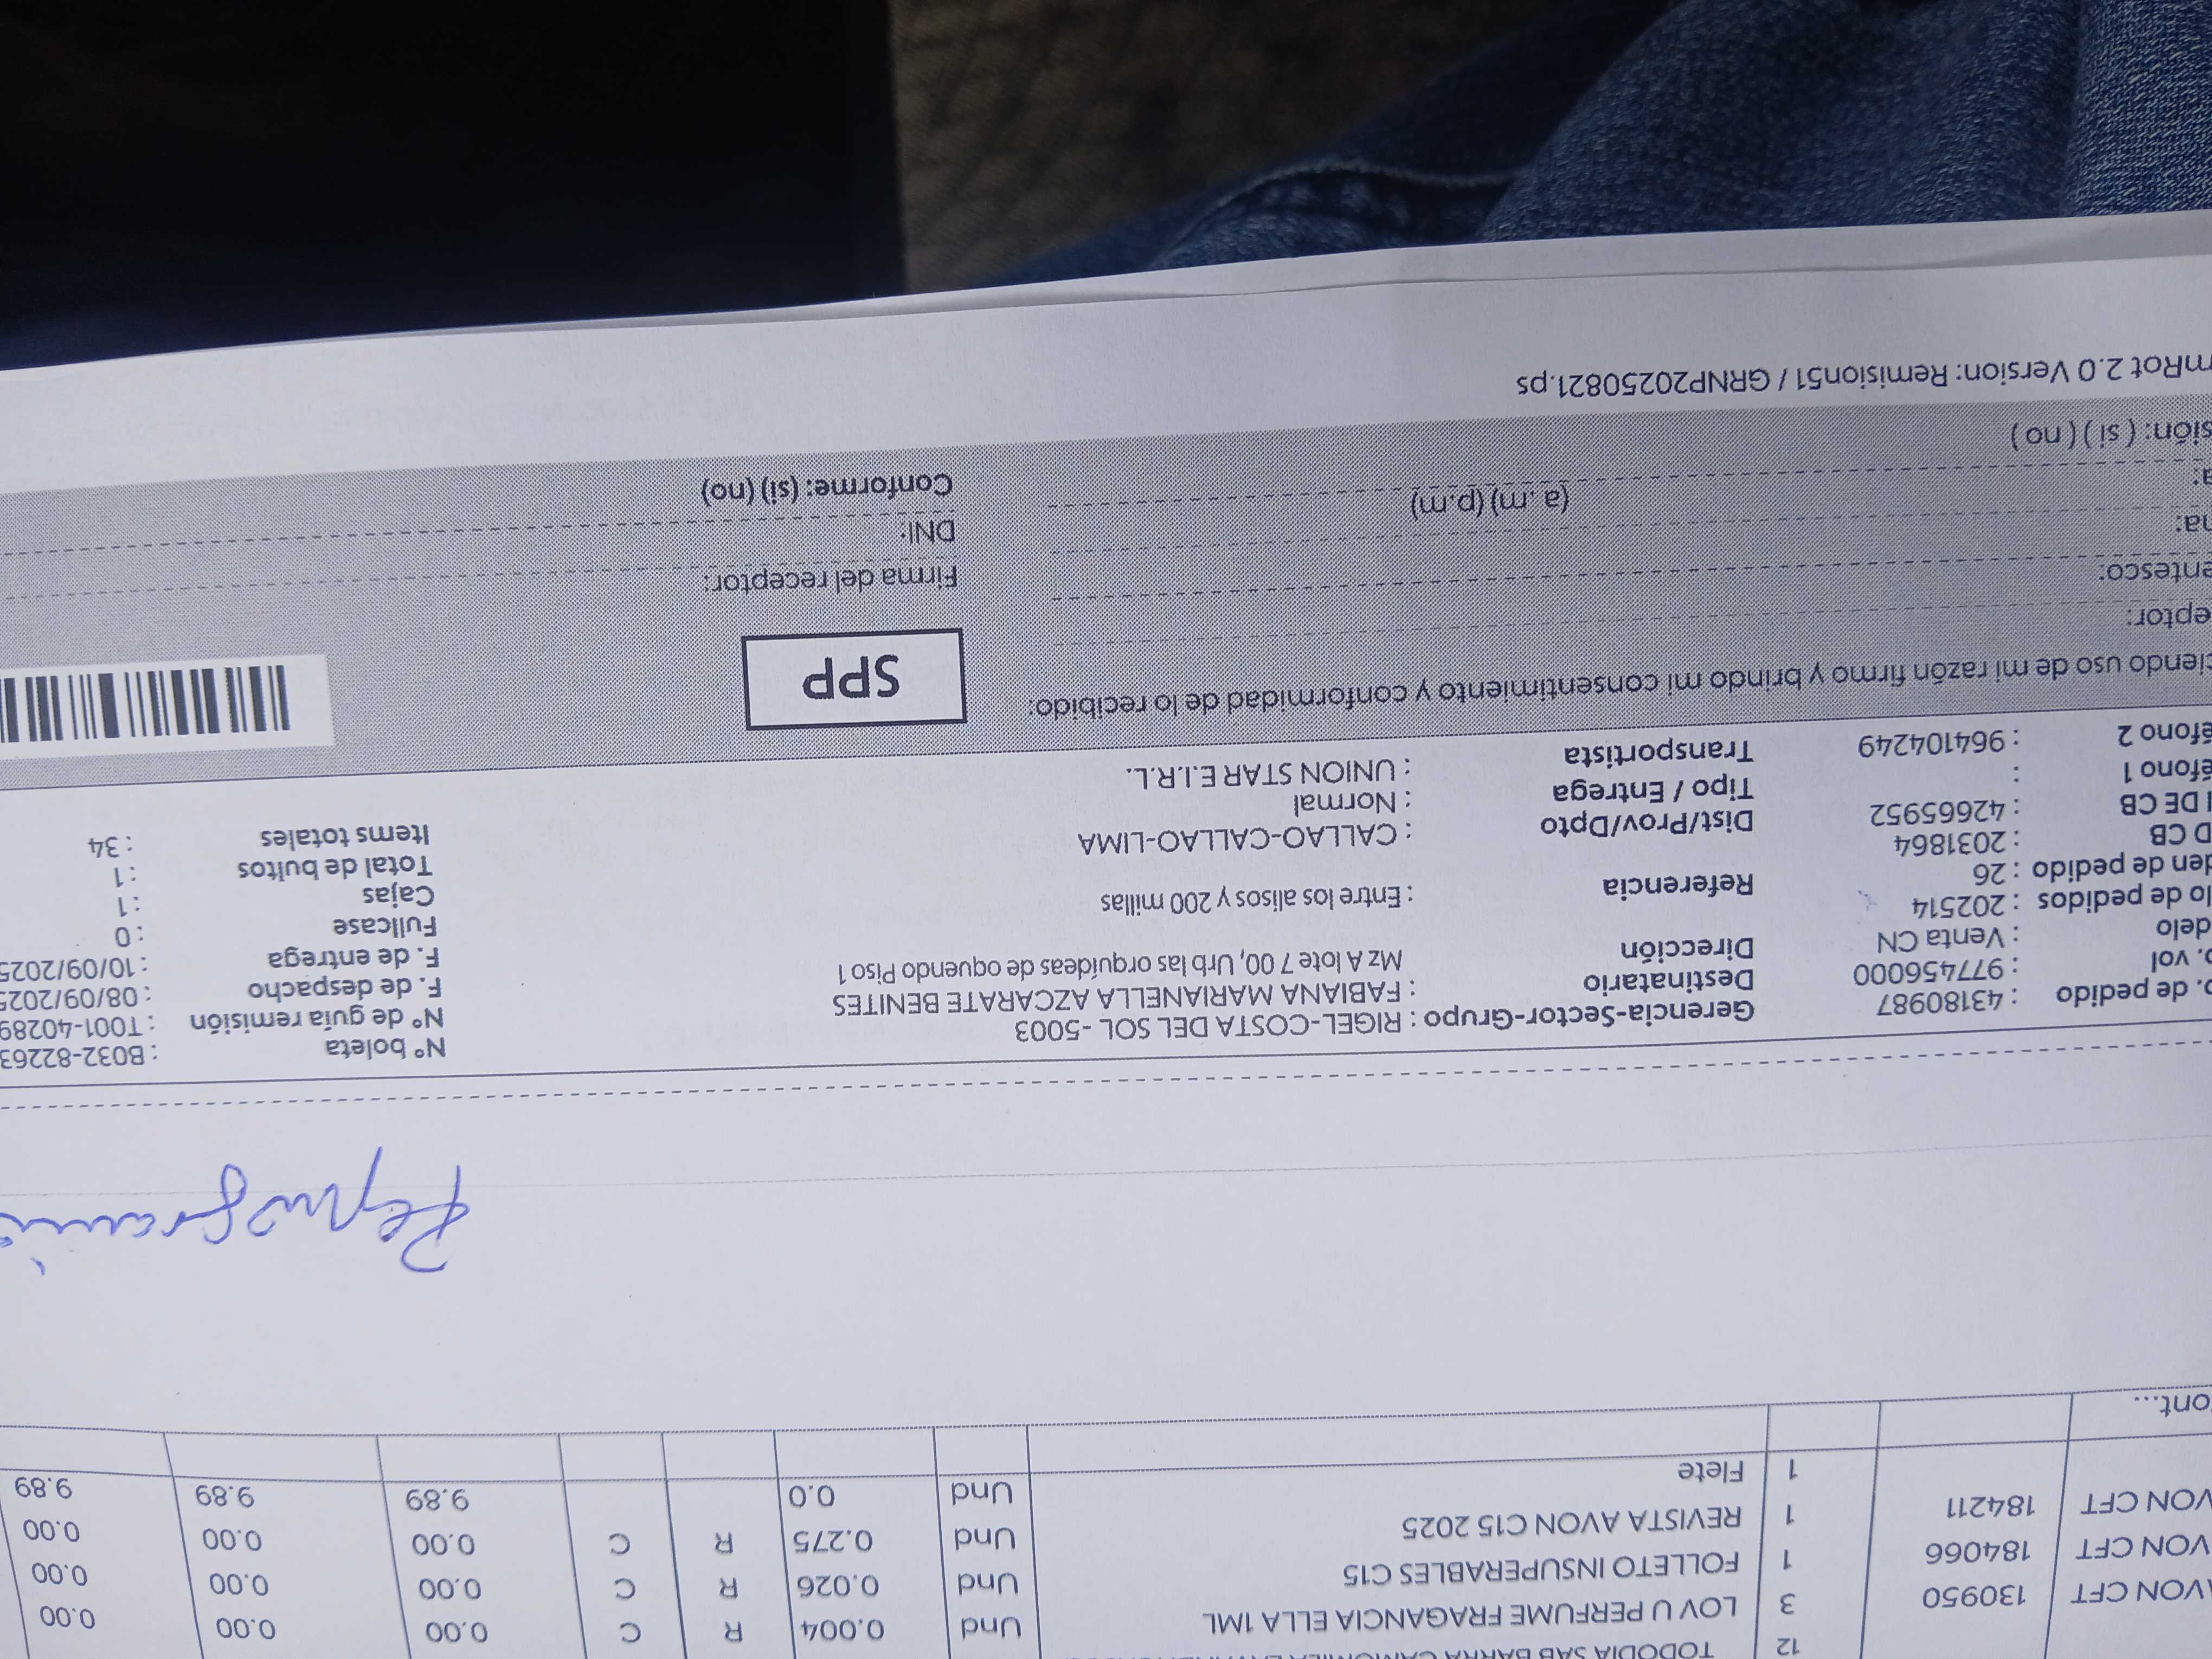 12 TODODIA SAB BARRA
VON CFT 130950 3 LOV U PERFUME FRAGANCIA ELLA 1ML Und 0.004 R C 0.00 0.00 0.00
VON CFT 184066 1 FOLLETO INSUPERABLES C15 Und 0.026 R C 0.00 0.00 0.00
VON CFT 184211 1 REVISTA AVON C15 2025 Und 0.275 R C 0.00 0.00 0.00
1 Flete Und 0.0 9.89 9.89 9.89
ont...
o. de pedido : 43180987 Gerencia-Sector-Grupo : RIGEL-COSTA DEL SOL -5003 N° boleta : B032-82263
o. vol : 977456000 Destinatario : FABIANA MARIANELLA AZCARATE BENITES N° de guía remisión : T001-40289
delo : Venta CN Dirección Mz A lote 7 00, Urb las orquídeas de oquendo Piso 1 F. de despacho : 08/09/2025
lo de pedidos : 202514 F. de entrega : 10/09/2025
den de pedido : 26 Referencia : Entre los alisos y 200 millas Fullcase : 0
D CB : 2031864 Cajas : 1
I DE CB : 42665952 Dist/Prov/Dpto : CALLAO-CALLAO-LIMA Total de bultos : 1
éfono 1 : Tipo / Entrega : Normal Items totales : 34
éfono 2 : 964104249 Transportista : UNION STAR E.I.R.L.
ciendo uso de mi razón firmo y brindo mi consentimiento y conformidad de lo recibido:
SPP
eptor:
entesco: Firma del receptor:
na: DNI:
a: (a. m) (p.m) Conforme: (si) (no)
sión: ( si ) ( no )
mRot 2.0 Version: Remision51 / GRNP20250821.ps